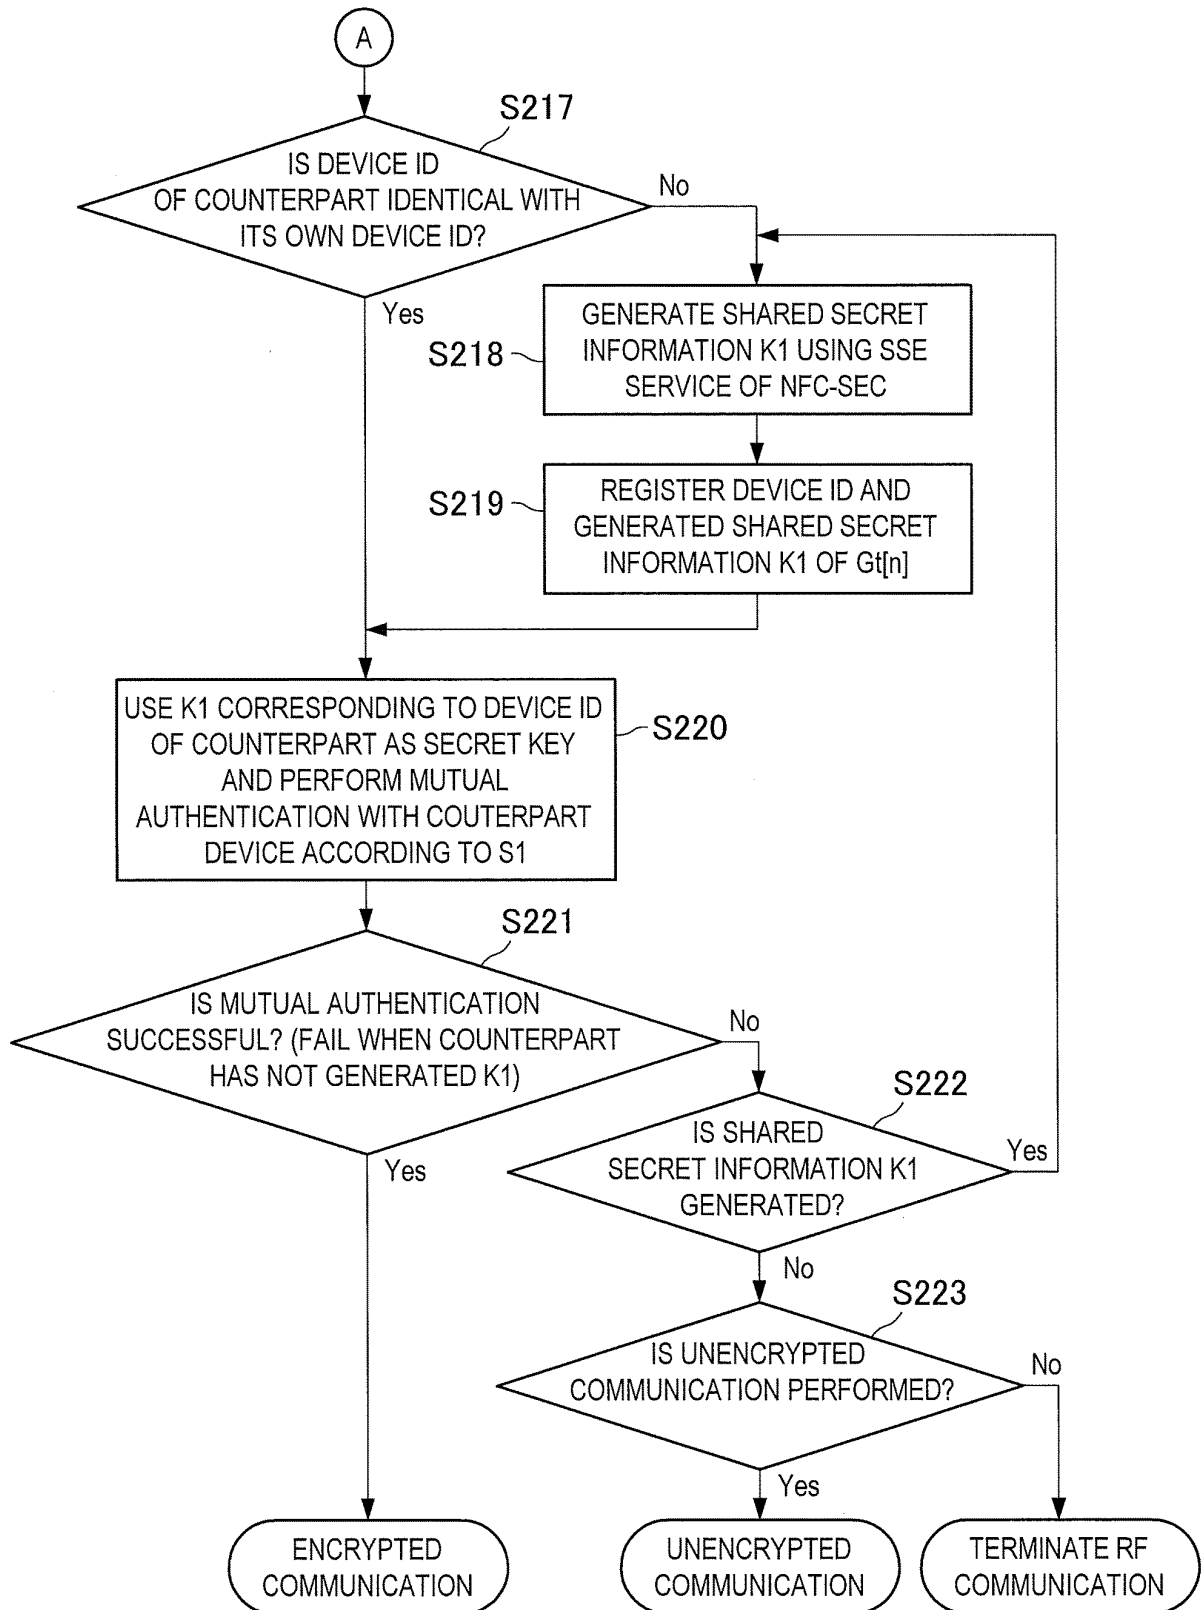 A
S217
IS DEVICE ID
OF COUNTERPART IDENTICAL WITH
ITS OWN DEVICE ID?
No
Yes
S218
GENERATE SHARED SECRET
INFORMATION K1 USING SSE
SERVICE OF NFC-SEC
S219
REGISTER DEVICE ID AND
GENERATED SHARED SECRET
INFORMATION K1 OF Gt[n]
USE K1 CORRESPONDING TO DEVICE ID
OF COUNTERPART AS SECRET KEY
AND PERFORM MUTUAL
AUTHENTICATION WITH COUTERPART
DEVICE ACCORDING TO S1
S220
S221
IS MUTUAL AUTHENTICATION
SUCCESSFUL? (FAIL WHEN COUNTERPART
HAS NOT GENERATED K1)
No
Yes
S222
IS SHARED
SECRET INFORMATION K1
GENERATED?
Yes
No
S223
IS UNENCRYPTED
COMMUNICATION PERFORMED?
No
Yes
ENCRYPTED
COMMUNICATION
UNENCRYPTED
COMMUNICATION
TERMINATE RF
COMMUNICATION